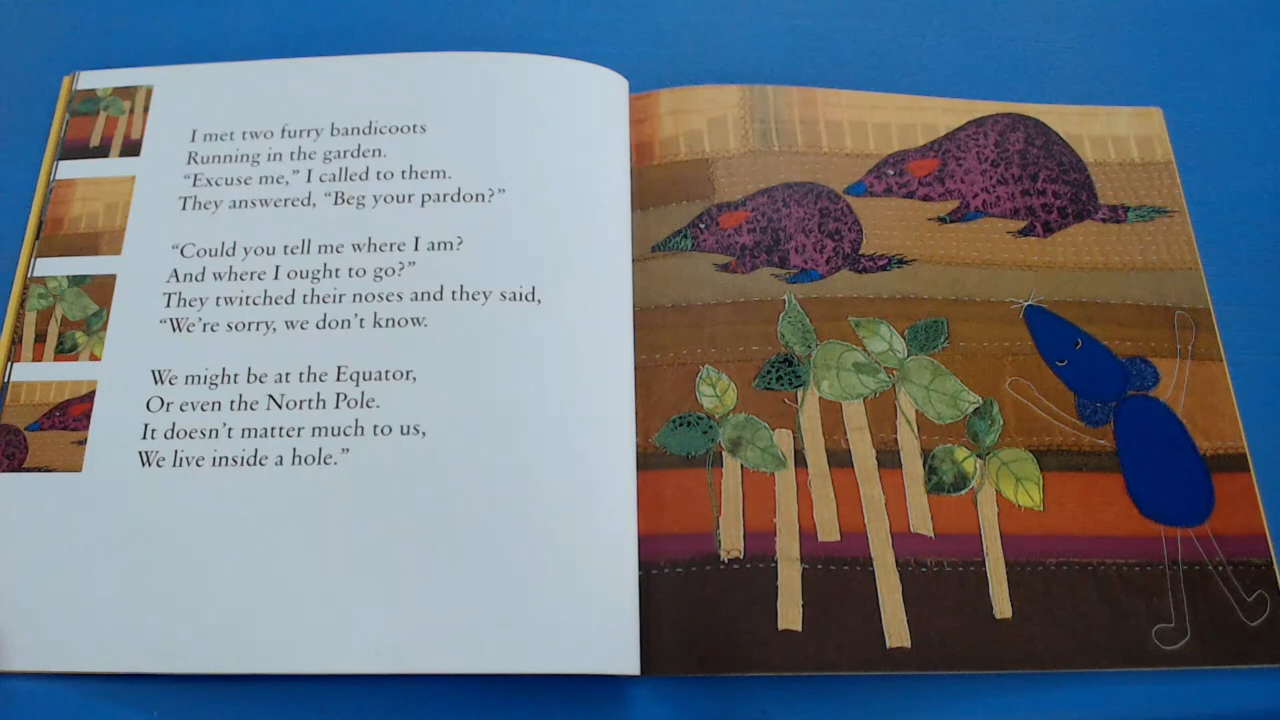 I met two furry bandicoots
Running in the garden.
“Excuse me,” I called to them.
They answered, “Beg your pardon?”
“Could you tell me where I am?
And where I ought to go?”
They twitched their noses and they said,
“We’re sorry, we don’t know.
We might be at the Equator,
Or even the North Pole.
It doesn’t matter much to us,
We live inside a hole.”